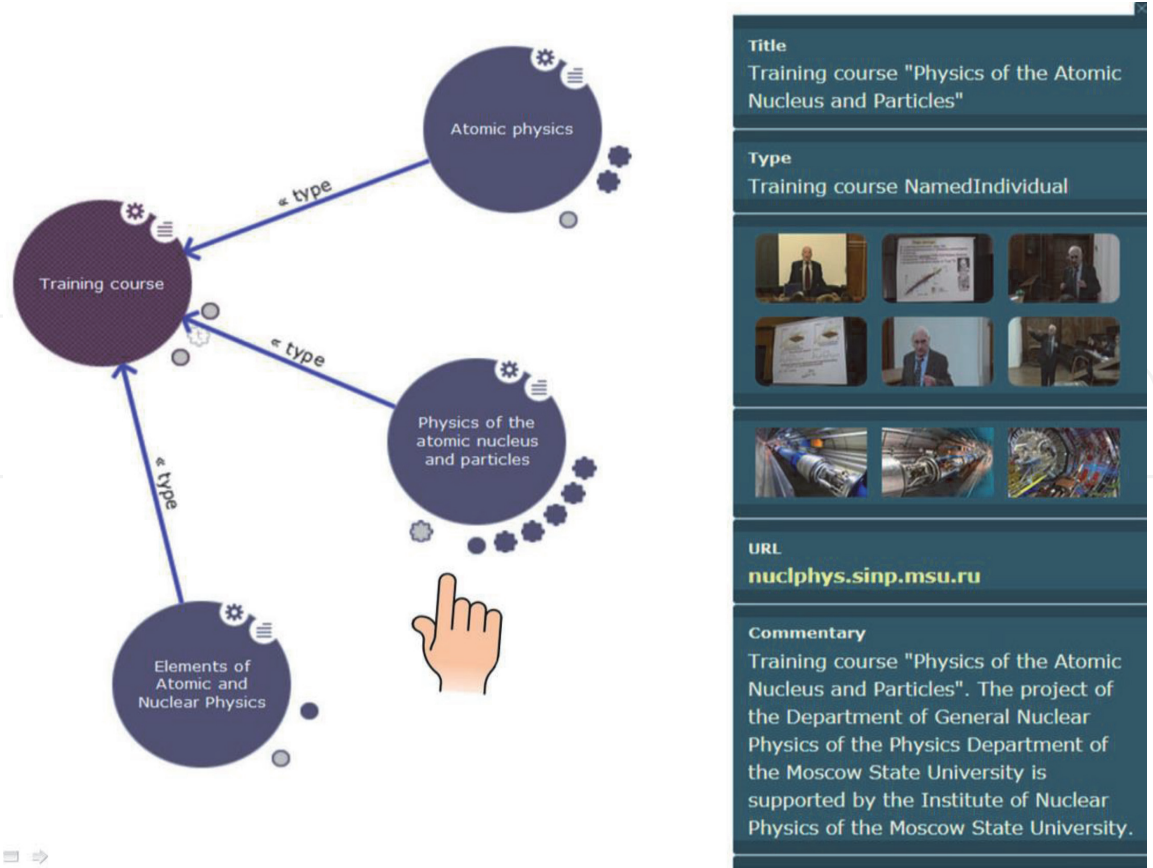 Atomic physics
« type
Training course
« type
Physics of the
atomic nucleus
and particles
« type
Elements of
Atomic and
Nuclear Physics
Title
Training course "Physics of the Atomic
Nucleus and Particles"
Type
Training course NamedIndividual
URL
nuclphys.sinp.msu.ru
Commentary
Training course "Physics of the Atomic
Nucleus and Particles". The project of
the Department of General Nuclear
Physics of the Physics Department of
the Moscow State University is
supported by the Institute of Nuclear
Physics of the Moscow State University.